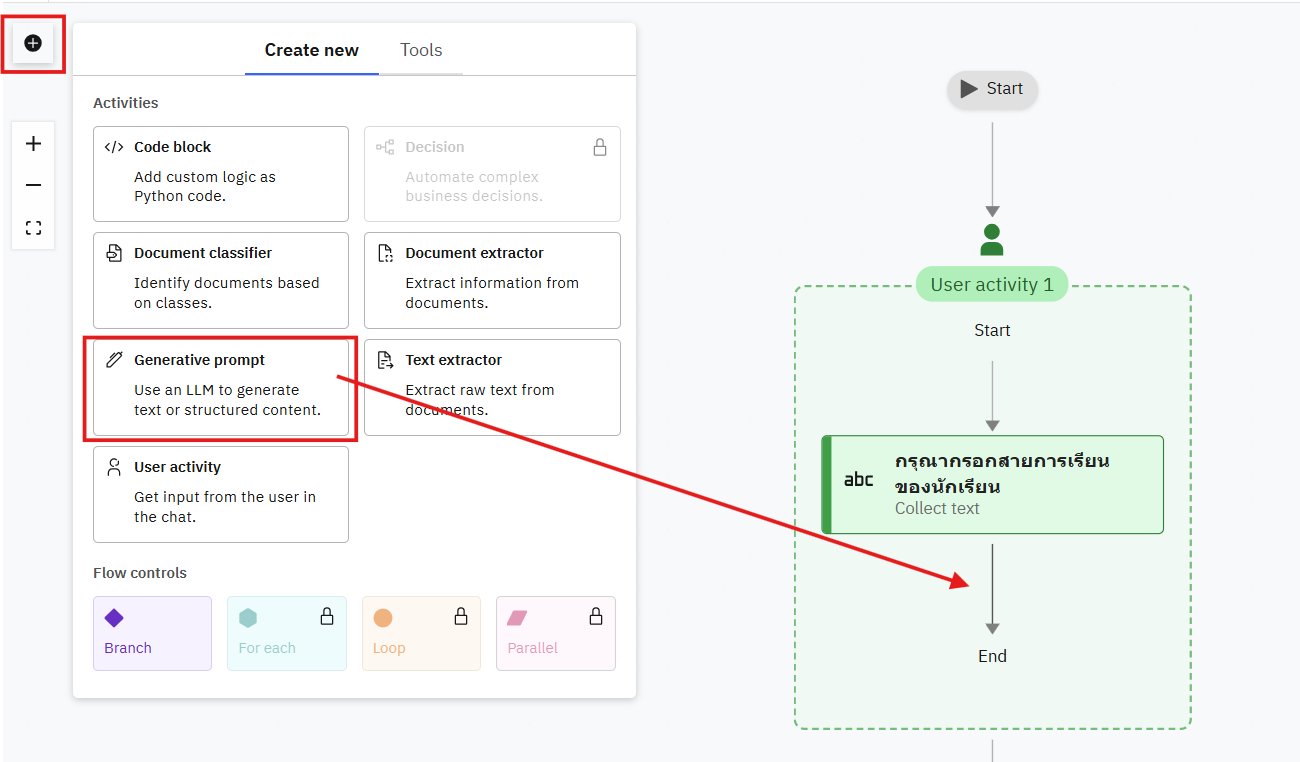 Create new
Tools
Activities
Code block
Add custom logic as
Python code.
Decision
Automate complex
business decisions.
Document classifier
Identify documents based
on classes.
Document extractor
Extract information from
documents.
Generative prompt
Use an LLM to generate
text or structured content.
Text extractor
Extract raw text from
documents.
User activity
Get input from the user in
the chat.
Flow controls
Branch
For each
Loop
Parallel
Start
User activity 1
Start
abc
กรุณากรอกสายการเรียน
ของนักเรียน
Collect text
End